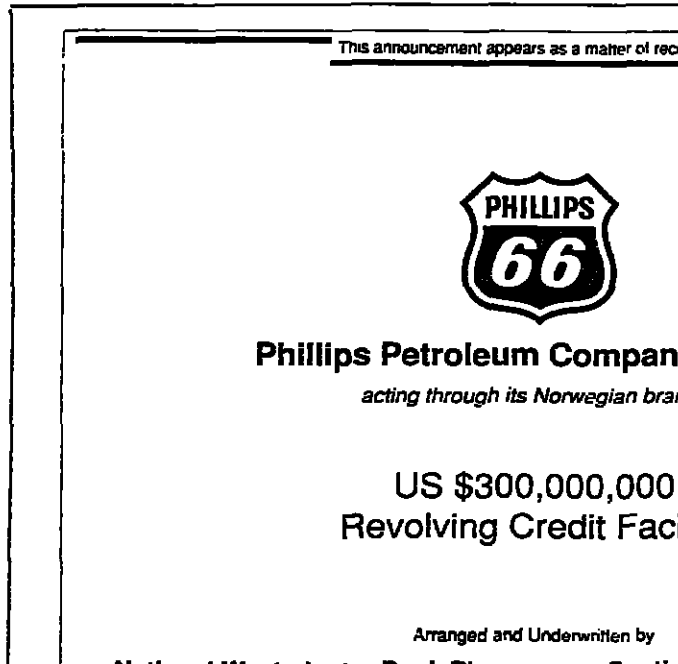 This announcement appears as a matter of rec
PHILLIPS
66
Phillips Petroleum Compan
acting through its Norwegian bra
US $300,000,000
Revolving Credit Faci
Arranged and Underwritten by